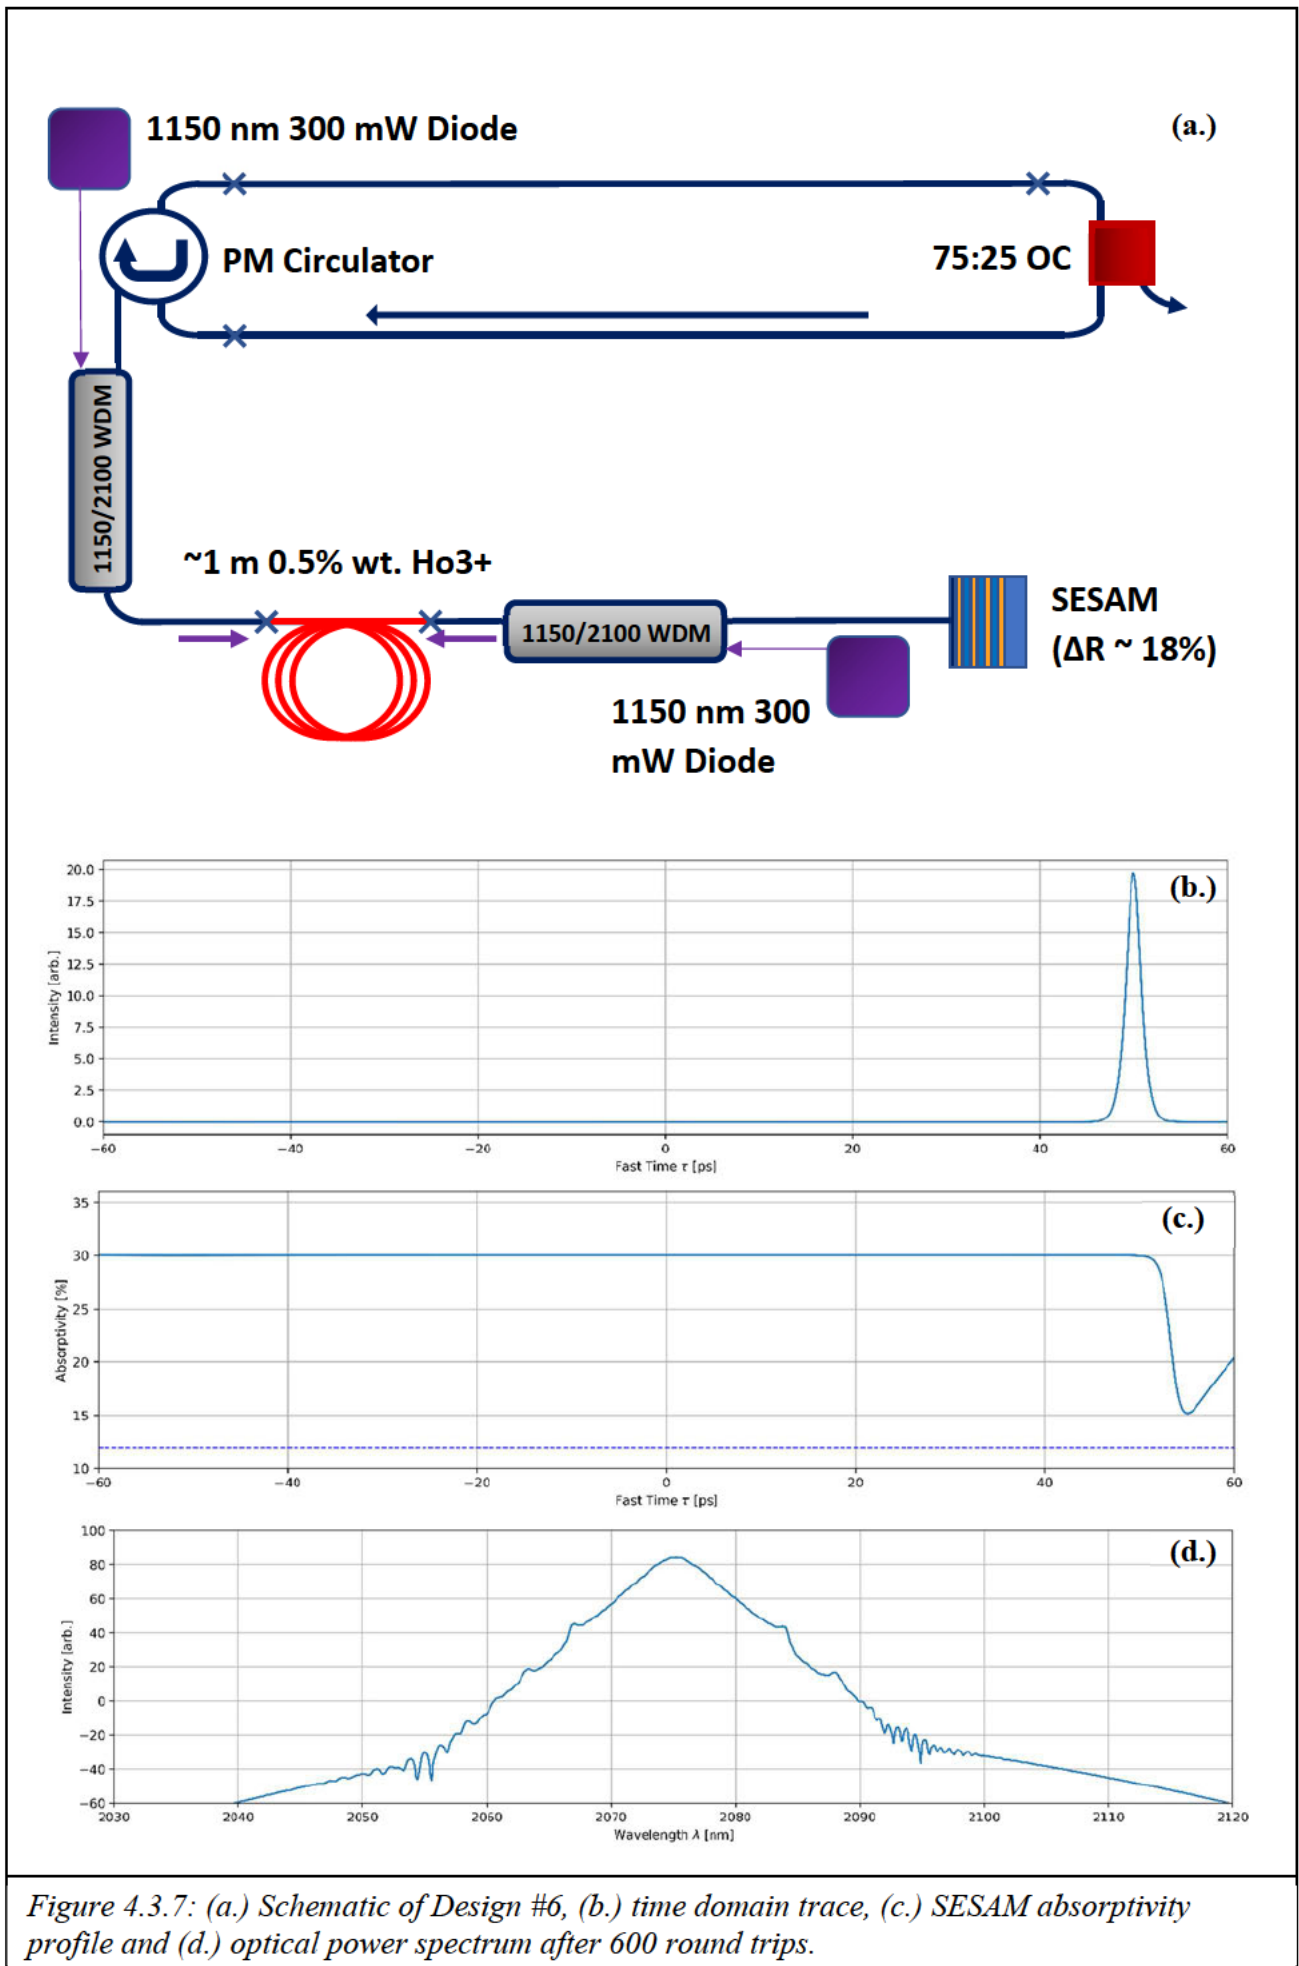 1150 nm 300 mW Diode
(a.)
PM Circulator
75:25 OC
1150/2100 WDM
~1 m 0.5% wt. Ho3+
1150/2100 WDM
SESAM
(ΔR ~ 18%)
1150 nm 300
mW Diode
(b.)
20.0
17.5
15.0
12.5
10.0
7.5
5.0
2.5
0.0
Intensity [arb.]
−60 −40 −20 0 20 40 60
Fast Time τ [ps]
(c.)
35
30
25
20
15
10
Absorptivity [%]
−60 −40 −20 0 20 40 60
Fast Time τ [ps]
(d.)
100
80
60
40
20
0
−20
−40
−60
Intensity [arb.]
2030 2040 2050 2060 2070 2080 2090 2100 2110 2120
Wavelength λ [nm]
Figure 4.3.7: (a.) Schematic of Design #6, (b.) time domain trace, (c.) SESAM absorptivity
profile and (d.) optical power spectrum after 600 round trips.